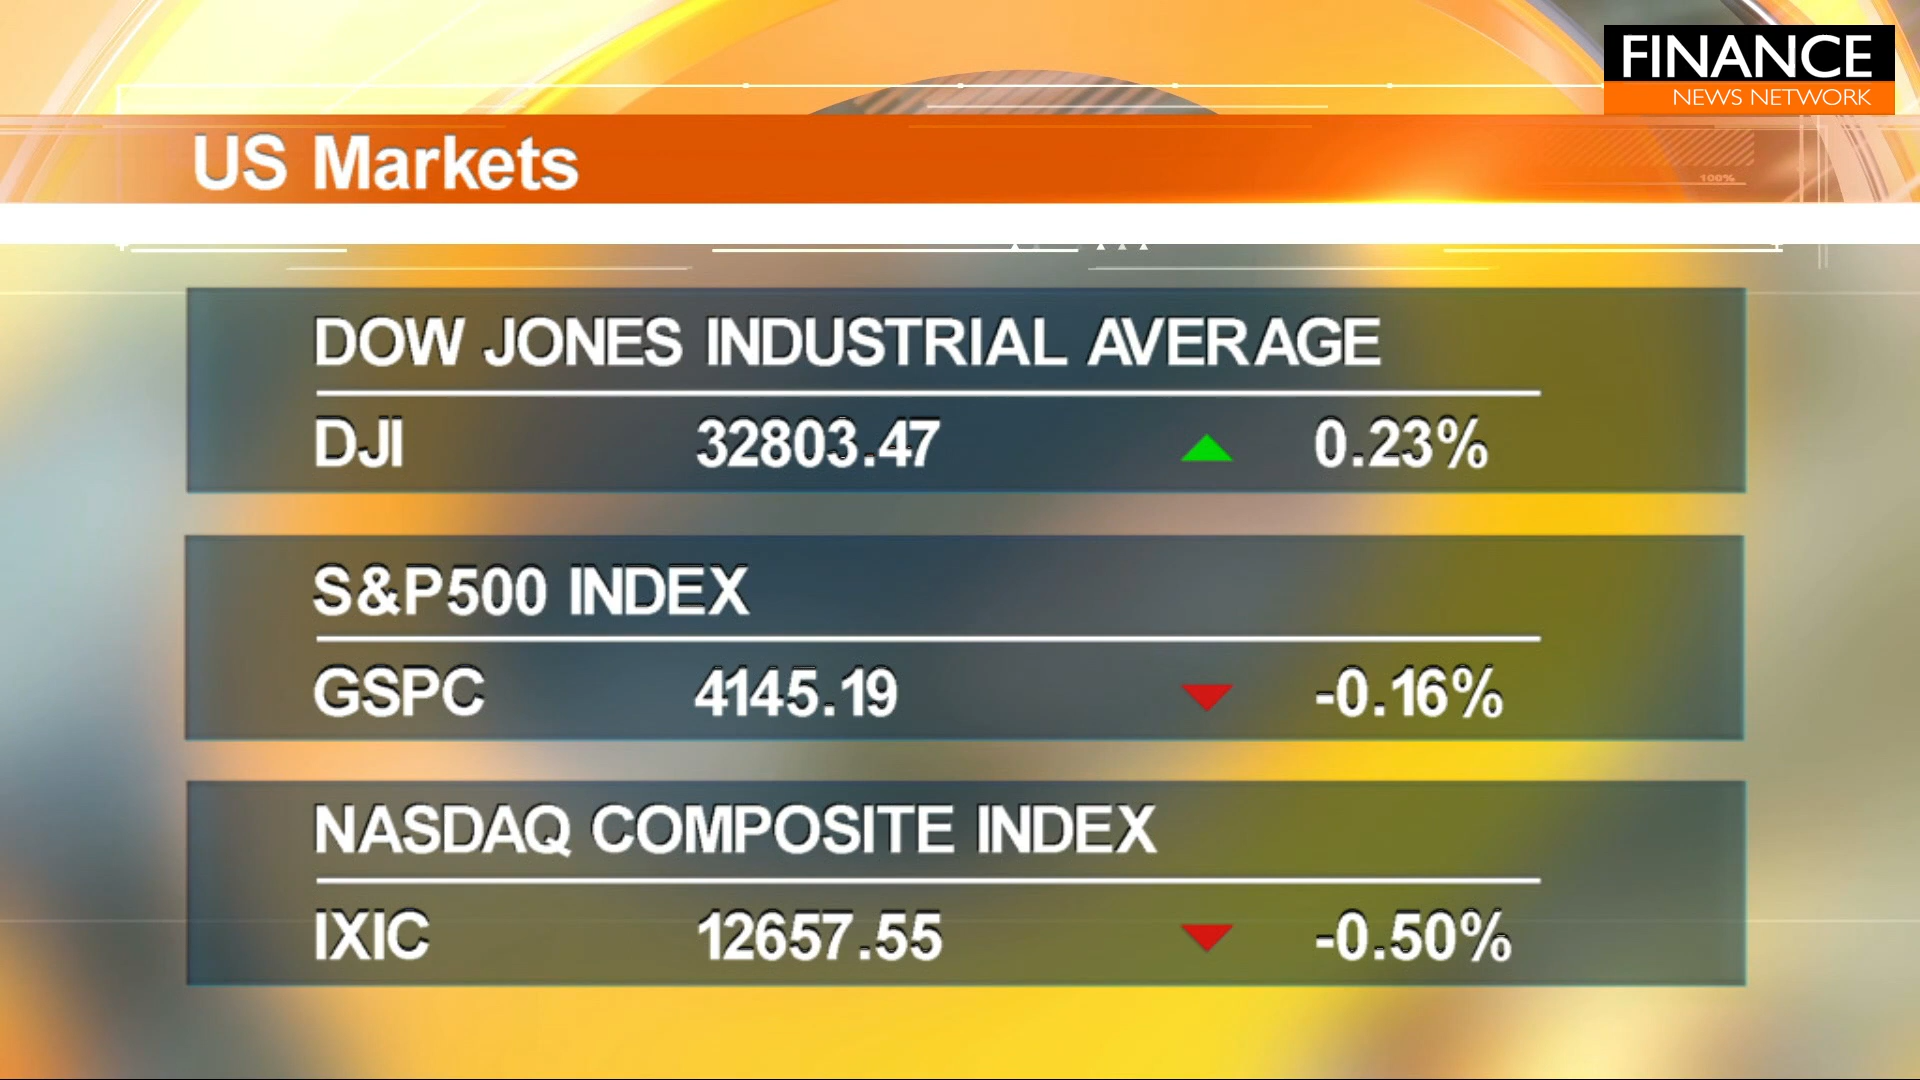 FINANCE
NEWS NETWORK
US Markets
100%
DOW JONES INDUSTRIAL AVERAGE
DJI 32803.47 0.23%
S&P500 INDEX
GSPC 4145.19 -0.16%
NASDAQ COMPOSITE INDEX
IXIC 12657.55 -0.50%